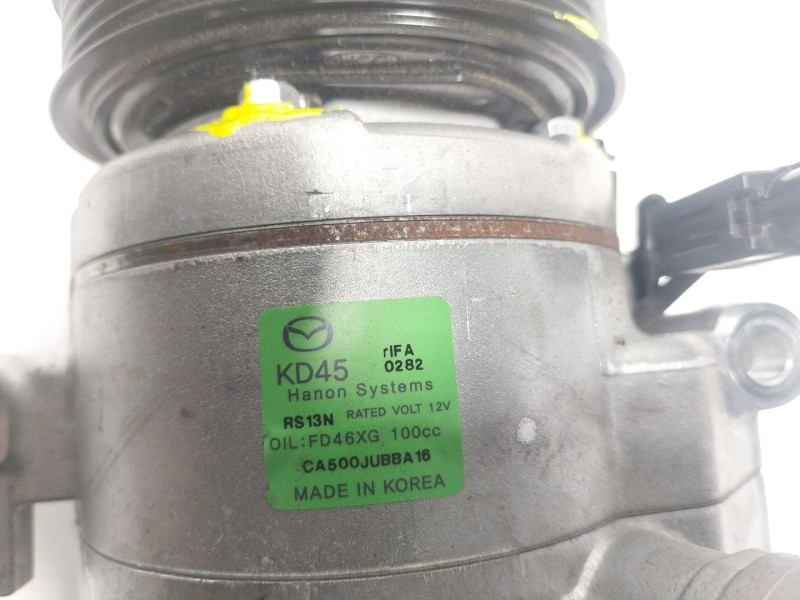 KD45 rIFA 0282
Hanon Systems
RS13N RATED VOLT 12V
OIL:FD46XG 100cc
CA500JUBBA16
MADE IN KOREA